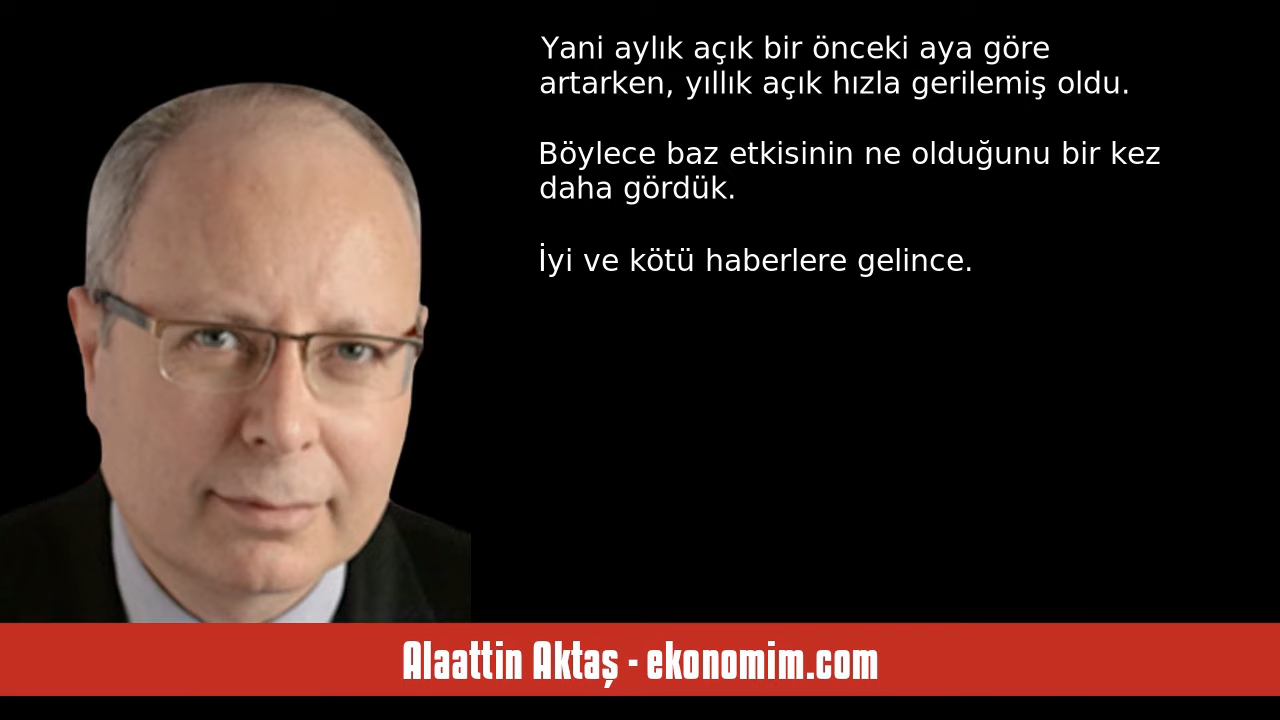 Yani aylık açık bir önceki aya göre
artarken, yıllık açık hızla gerilemiş oldu.
Böylece baz etkisinin ne olduğunu bir kez
daha gördük.
İyi ve kötü haberlere gelince.
Alaattin Aktaş - ekonomim.com